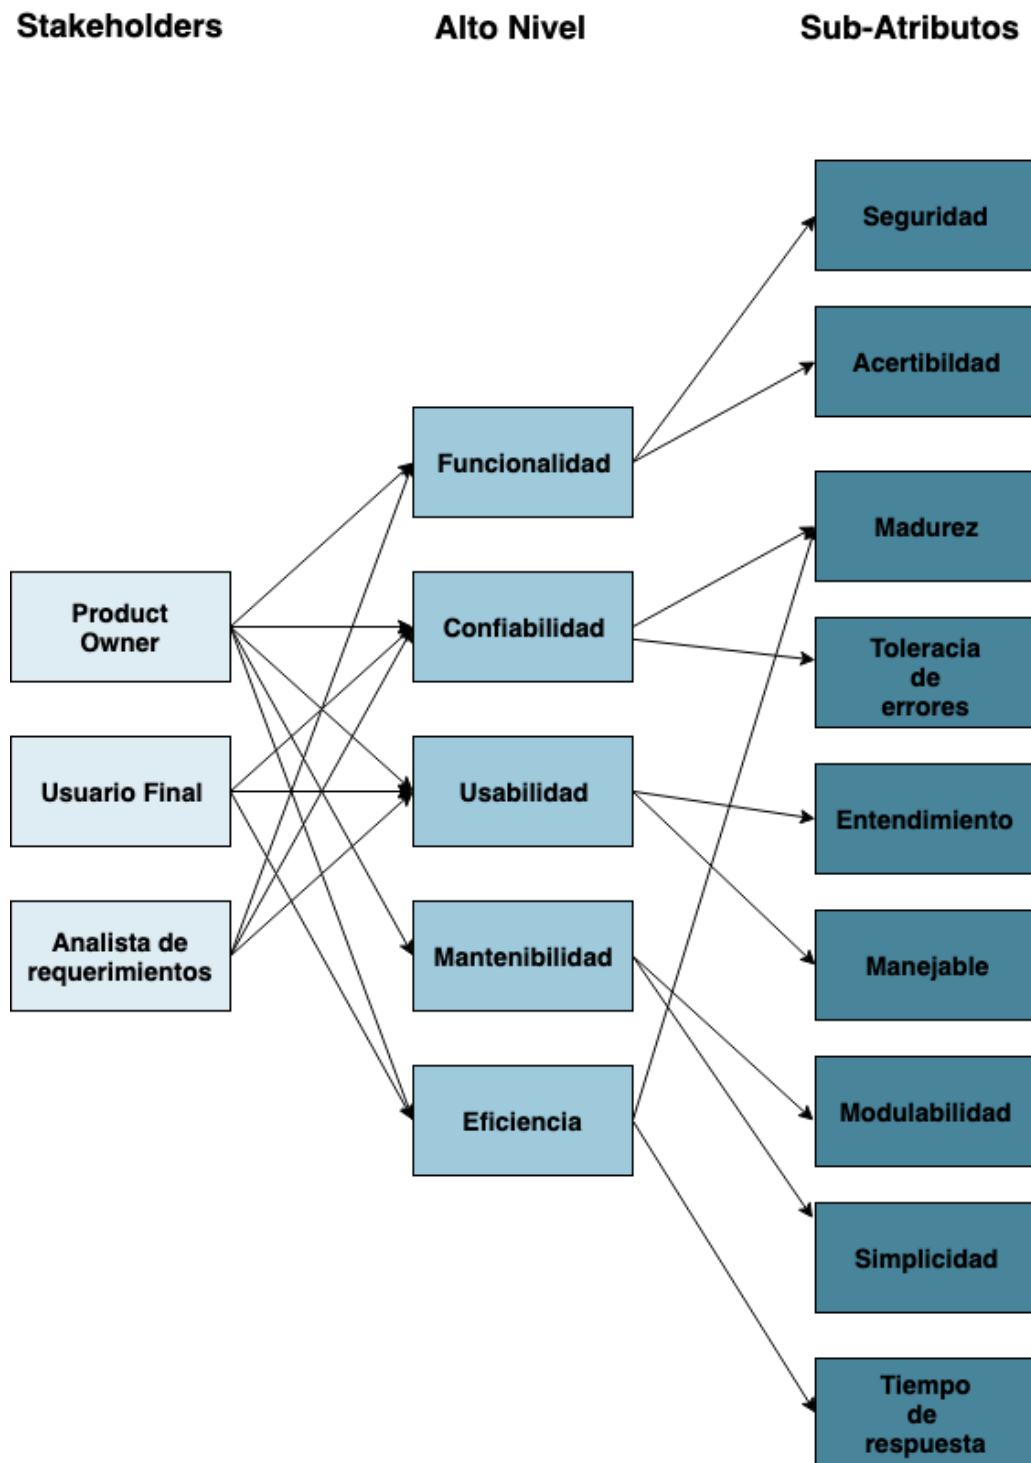 Stakeholders
Alto Nivel
Sub-Atributos
Seguridad
Acertibildad
Funcionalidad
Madurez
Product
Owner
Confiabilidad
Toleracia
de
errores
Usuario Final
Usabilidad
Entendimiento
Analista de
requerimientos
Mantenibilidad
Manejable
Eficiencia
Modulabilidad
Simplicidad
Tiempo
de
respuesta